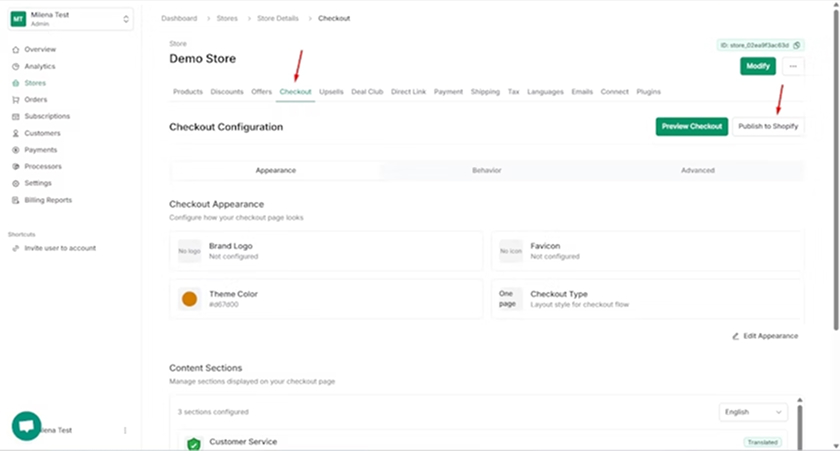 MT
Milena Test
Admin
Overview
Analytics
Stores
Orders
Subscriptions
Customers
Payments
Processors
Settings
Billing Reports
Shortcuts
Invite user to account
Dashboard > Stores > Store Details > Checkout
Store
Demo Store
ID: store_02ea9f3ac63d
Modify
...
Products Discounts Offers Checkout Upsells Deal Club Direct Link Payment Shipping Tax Languages Emails Connect Plugins
Checkout Configuration
Preview Checkout
Publish to Shopify
Appearance Behavior Advanced
Checkout Appearance
Configure how your checkout page looks
No logo
Brand Logo
Not configured
No icon
Favicon
Not configured
Theme Color
#d67d00
One page
Checkout Type
Layout style for checkout flow
Edit Appearance
Content Sections
Manage sections displayed on your checkout page
3 sections configured
English
Customer Service
Translated
lena Test